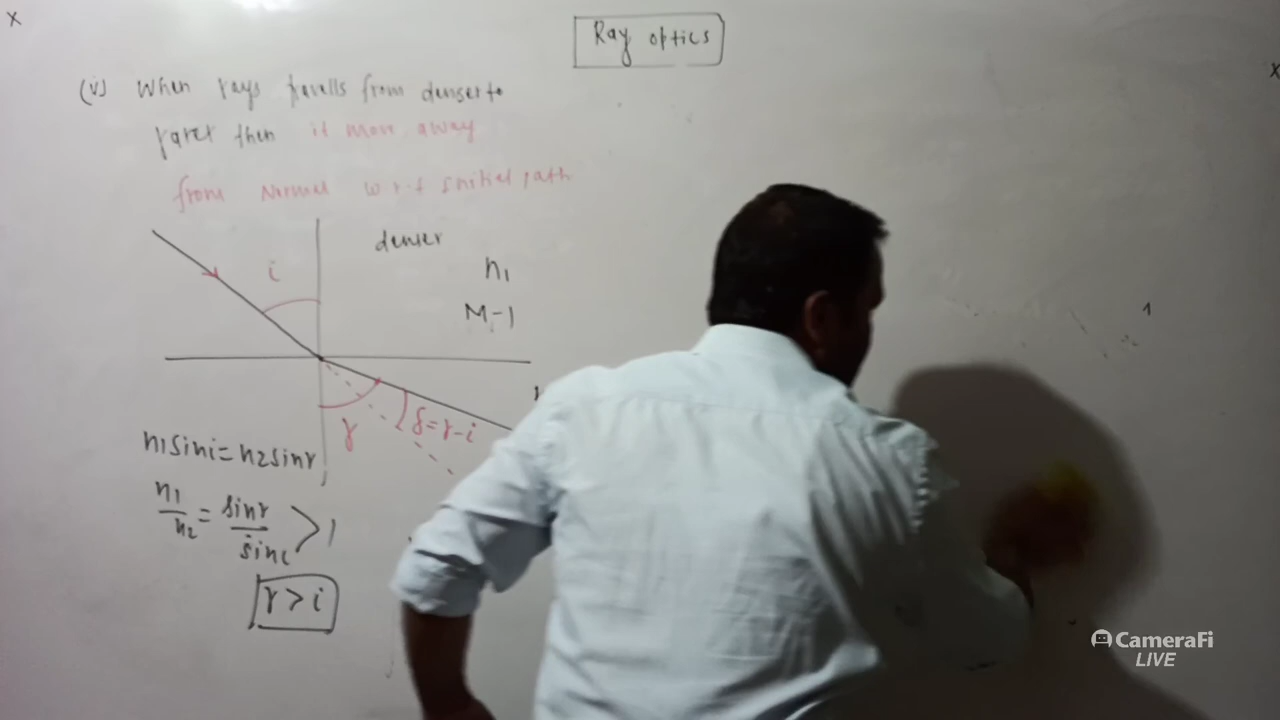 Ray optics
(v) When rays travells from denser to
rarer then it move away
from Normal w.r.t initial path
denser
i
n1
M-1
r
δ=r-i
n1sini=n2sinr
n1/n2=sinr/sini>1
r>i
1
CameraFi
LIVE